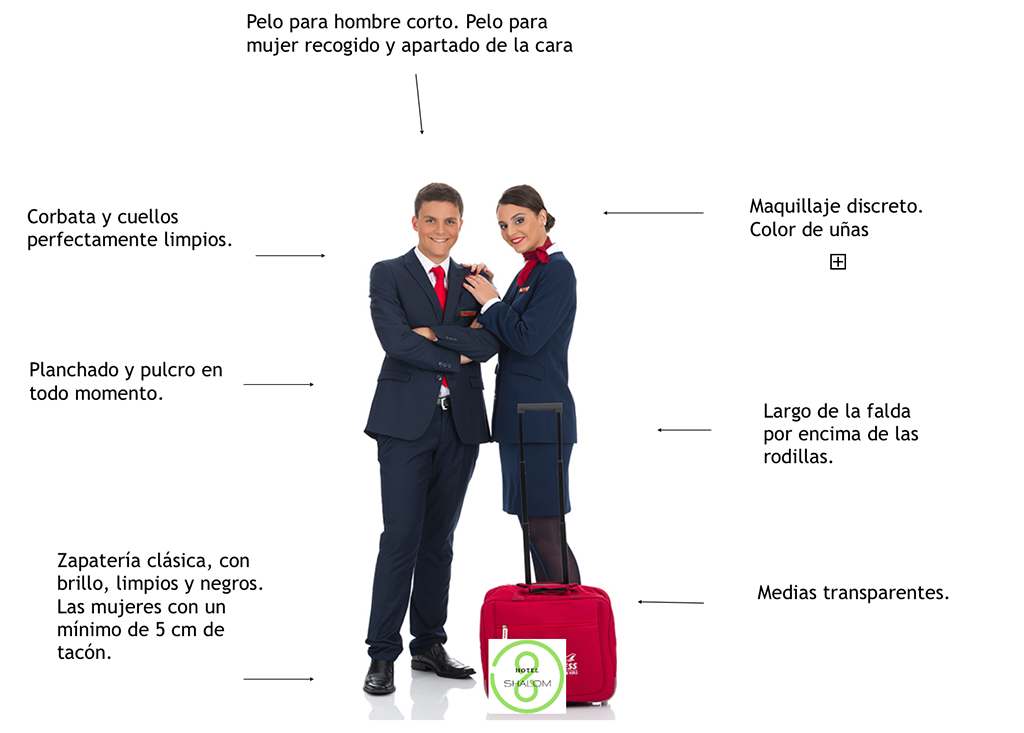 Pelo para hombre corto. Pelo para
mujer recogido y apartado de la cara
Corbata y cuellos
perfectamente limpios.
Maquillaje discreto.
Color de uñas
Planchado y pulcro en
todo momento.
Largo de la falda
por encima de las
rodillas.
Zapatería clásica, con
brillo, limpios y negros.
Las mujeres con un
mínimo de 5 cm de
tacón.
Medias transparentes.
HOTEL
SHALOM